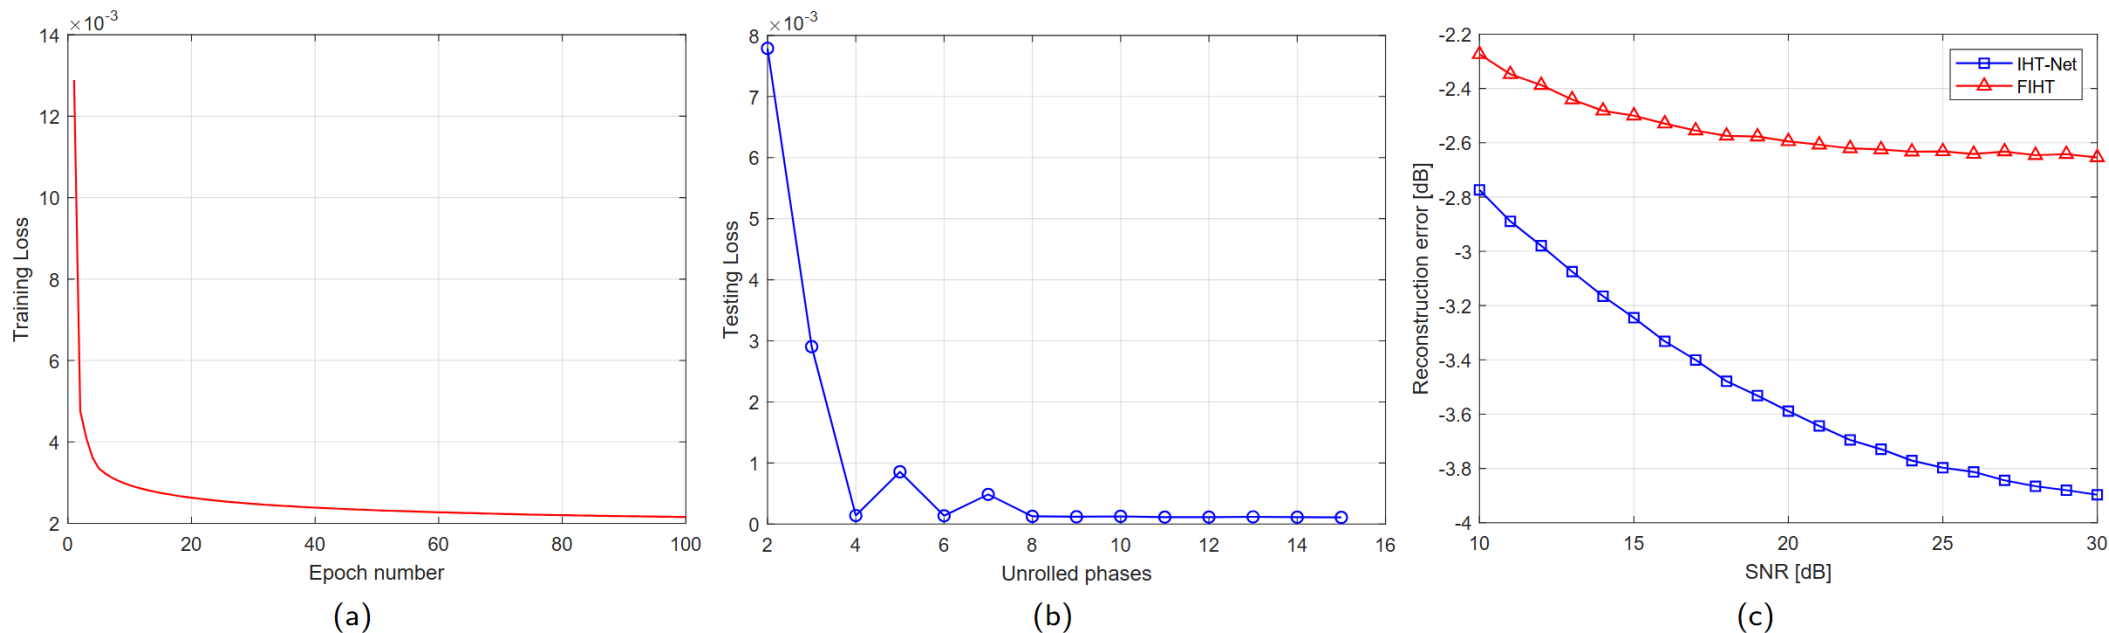 ×10⁻³
14
12
10
8
6
4
2
0 20 40 60 80 100
Training Loss
Epoch number
(a)
×10⁻³
8
7
6
5
4
3
2
1
0
2 4 6 8 10 12 14 16
Testing Loss
Unrolled phases
(b)
-2.2
-2.4
-2.6
-2.8
-3
-3.2
-3.4
-3.6
-3.8
-4
10 15 20 25 30
Reconstruction error [dB]
SNR [dB]
IHT-Net
FIHT
(c)